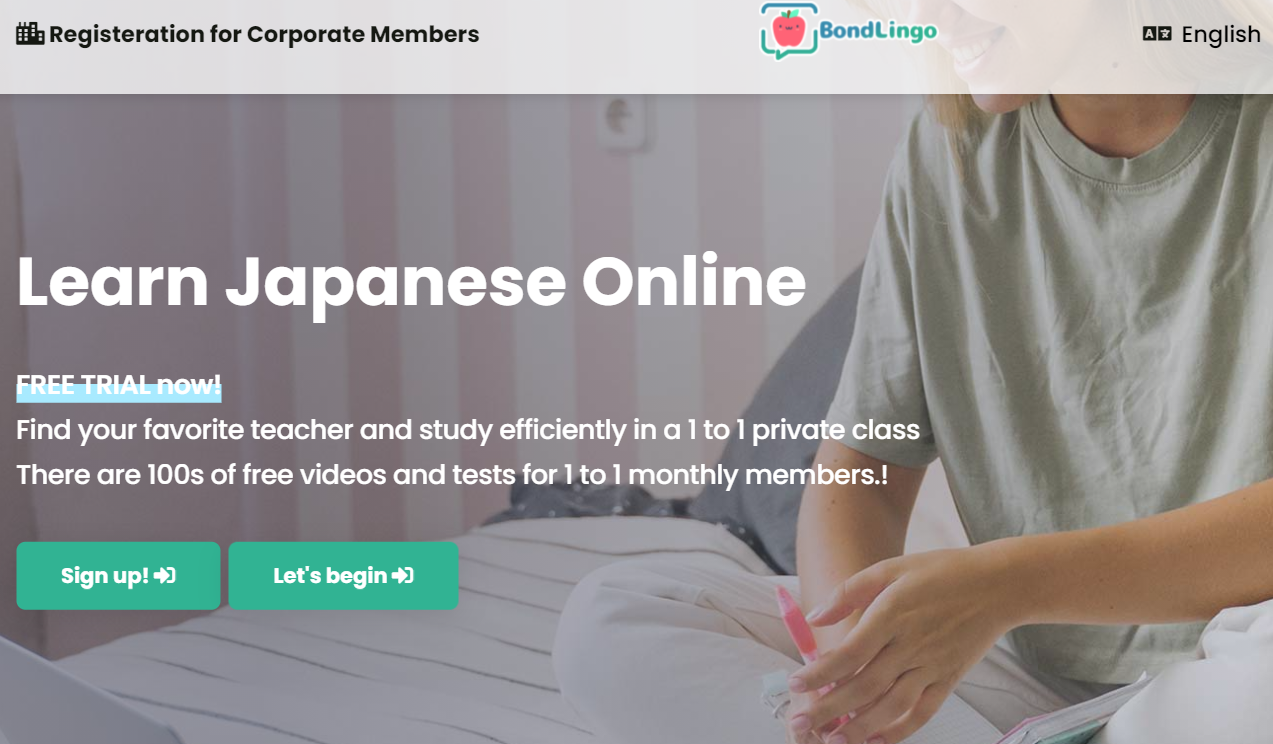 Registeration for Corporate Members
BondLingo
English
Learn Japanese Online
FREE TRIAL now!
Find your favorite teacher and study efficiently in a 1 to 1 private class
There are 100s of free videos and tests for 1 to 1 monthly members.!
Sign up!
Let's begin